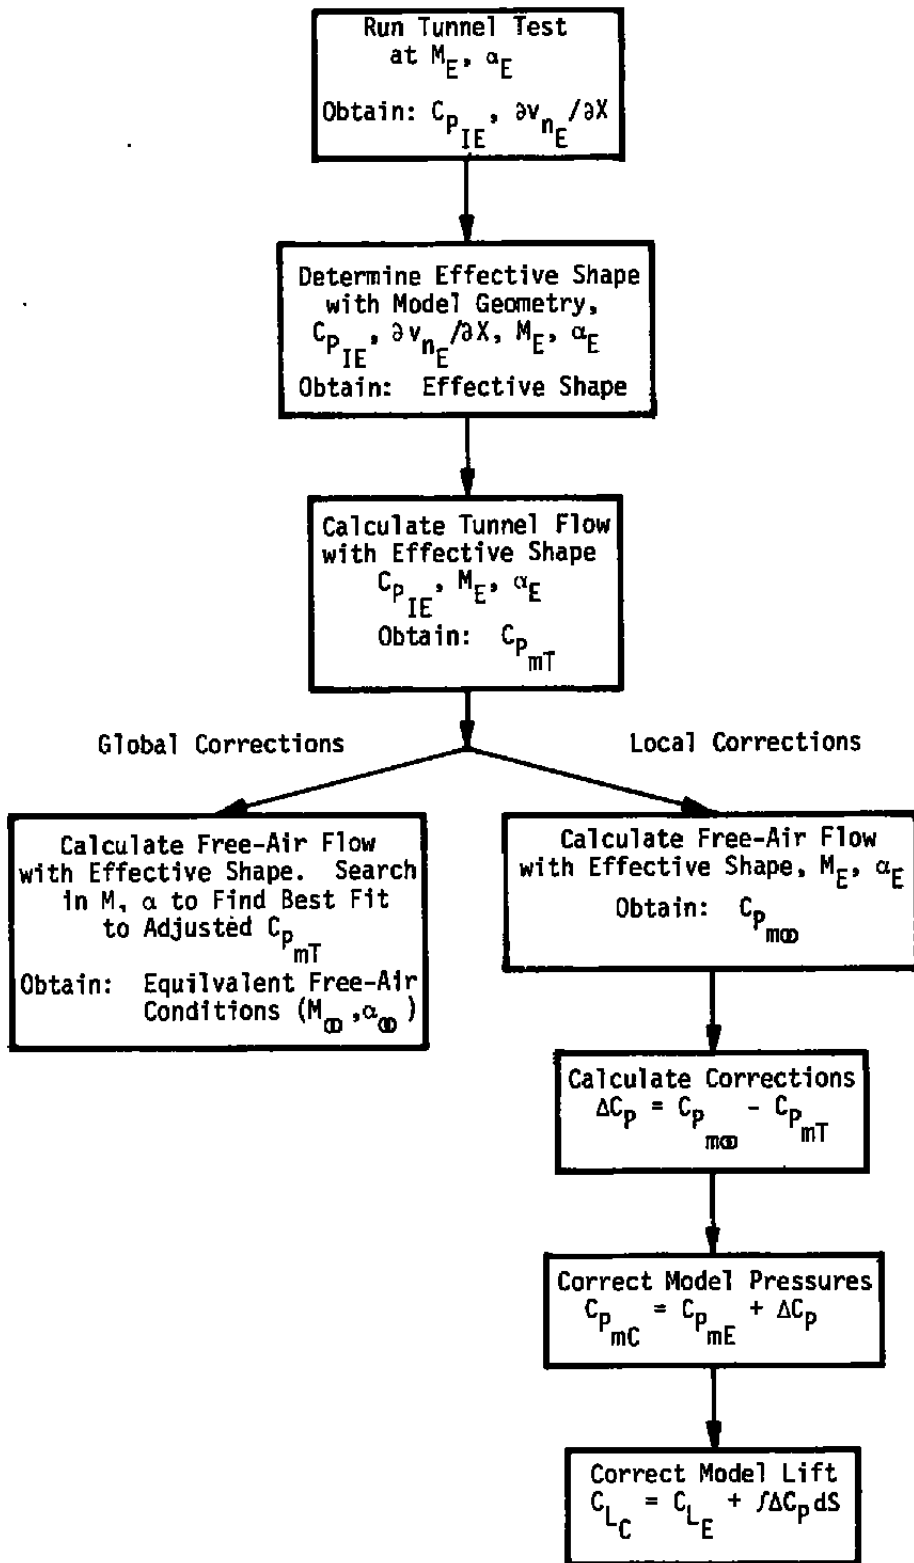 Run Tunnel Test
at M_E, α_E
Obtain: C_P_IE, ∂v_n_E/∂X
Determine Effective Shape
with Model Geometry,
C_P_IE, ∂v_n_E/∂X, M_E, α_E
Obtain: Effective Shape
Calculate Tunnel Flow
with Effective Shape
C_P_IE, M_E, α_E
Obtain: C_P_mT
Global Corrections
Local Corrections
Calculate Free-Air Flow
with Effective Shape. Search
in M, α to Find Best Fit
to Adjusted C_P_mT
Obtain: Equilvalent Free-Air
Conditions (M_∞,α_∞)
Calculate Free-Air Flow
with Effective Shape, M_E, α_E
Obtain: C_P_m∞
Calculate Corrections
ΔC_P = C_P_m∞ - C_P_mT
Correct Model Pressures
C_P_mC = C_P_mE + ΔC_P
Correct Model Lift
C_L_C = C_L_E + ∫ΔC_P dS